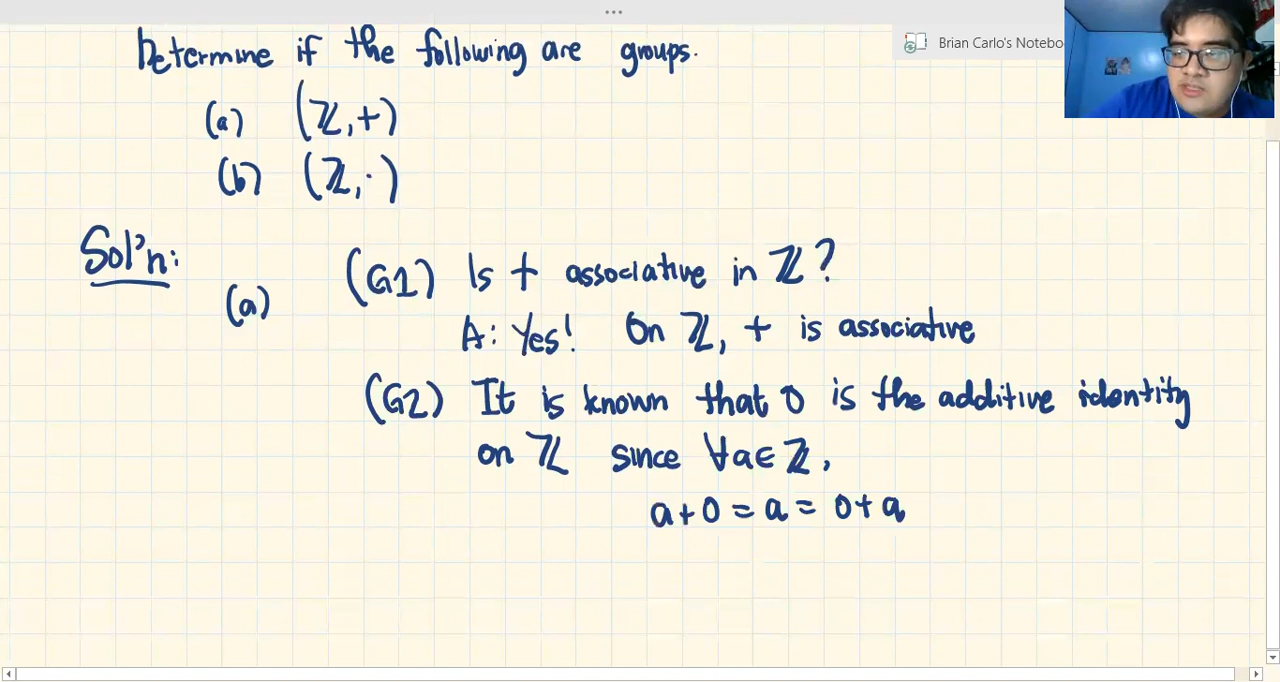 Determine if the following are groups.
Brian Carlo's Notebo
(a) (ℤ,+)
(b) (ℤ,·)
Sol'n:
(a) (G1) Is + associative in ℤ?
A: Yes! On ℤ, + is associative
(G2) It is known that 0 is the additive identity
on ℤ since ∀a∈ℤ,
a+0=a=0+a